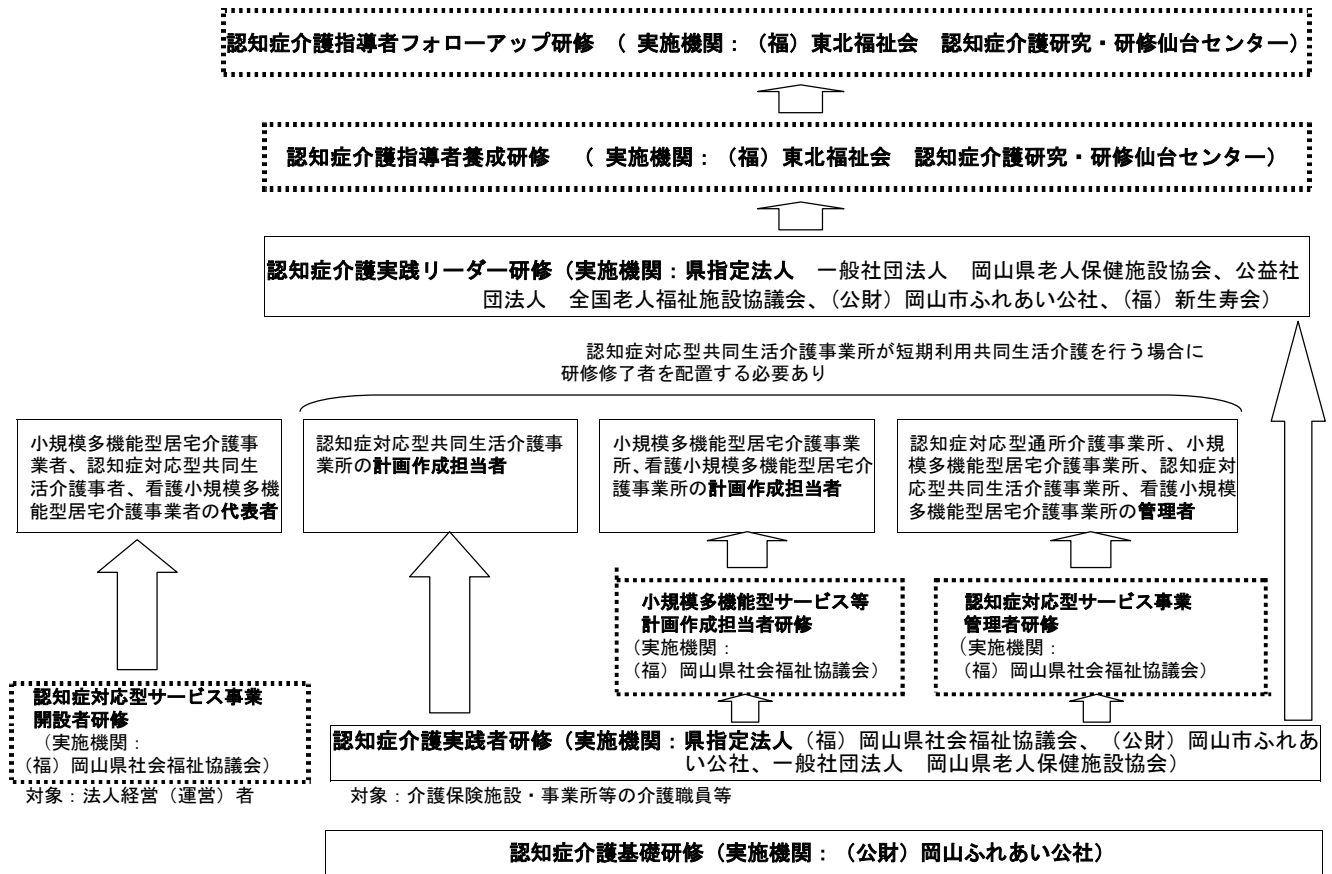 認知症介護指導者フォローアップ研修　（ 実施機関：（福）東北福祉会　認知症介護研究・研修仙台センター）
認知症介護指導者養成研修　（ 実施機関：（福）東北福祉会　認知症介護研究・研修仙台センター）
認知症介護実践リーダー研修（実施機関：県指定法人　一般社団法人　岡山県老人保健施設協会、公益社
団法人　全国老人福祉施設協議会、（公財）岡山市ふれあい公社、（福）新生寿会）
認知症対応型共同生活介護事業所が短期利用共同生活介護を行う場合に
研修修了者を配置する必要あり
小規模多機能型居宅介護事
業者、認知症対応型共同生
活介護事者、看護小規模多機
能型居宅介護事業者の代表者
認知症対応型共同生活介護事
業所の計画作成担当者
小規模多機能型居宅介護事業
所、看護小規模多機能型居宅介
護事業所の計画作成担当者
認知症対応型通所介護事業所、小規
模多機能型居宅介護事業所、認知症対
応型共同生活介護事業所、看護小規模
多機能型居宅介護事業所の管理者
小規模多機能型サービス等
計画作成担当者研修
（実施機関：
（福）岡山県社会福祉協議会）
認知症対応型サービス事業
管理者研修
（実施機関：
（福）岡山県社会福祉協議会）
認知症対応型サービス事業
開設者研修
（実施機関：
（福）岡山県社会福祉協議会）
対象：法人経営（運営）者
認知症介護実践者研修（実施機関：県指定法人（福）岡山県社会福祉協議会、（公財）岡山市ふれあ
い公社、一般社団法人　岡山県老人保健施設協会）
対象：介護保険施設・事業所等の介護職員等
認知症介護基礎研修（実施機関：（公財）岡山ふれあい公社）